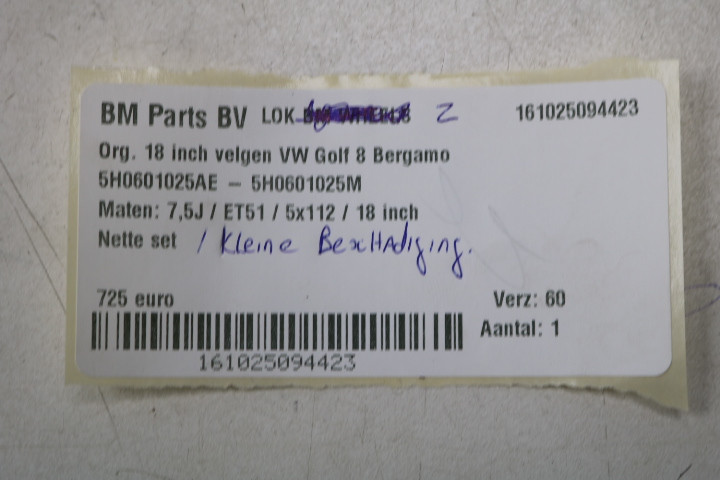 BM Parts BV LOK Z 161025094423
Org. 18 inch velgen VW Golf 8 Bergamo
5H0601025AE – 5H0601025M
Maten: 7,5J / ET51 / 5x112 / 18 inch
Nette set / Kleine Beschadiging.
725 euro Verz: 60
Aantal: 1
161025094423